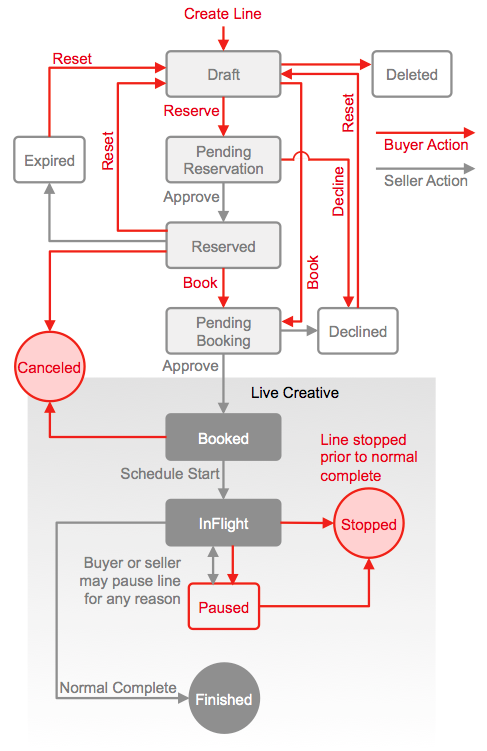 Create Line
Reset
Draft
Deleted
Reserve
Reset
Reset
Buyer Action
Expired
Pending
Reservation
Decline
Seller Action
Approve
Reserved
Book
Book
Pending
Booking
Declined
Approve
Canceled
Live Creative
Booked
Line stopped
prior to normal
complete
Schedule Start
InFlight
Stopped
Buyer or seller
may pause line
for any reason
Paused
Normal Complete
Finished